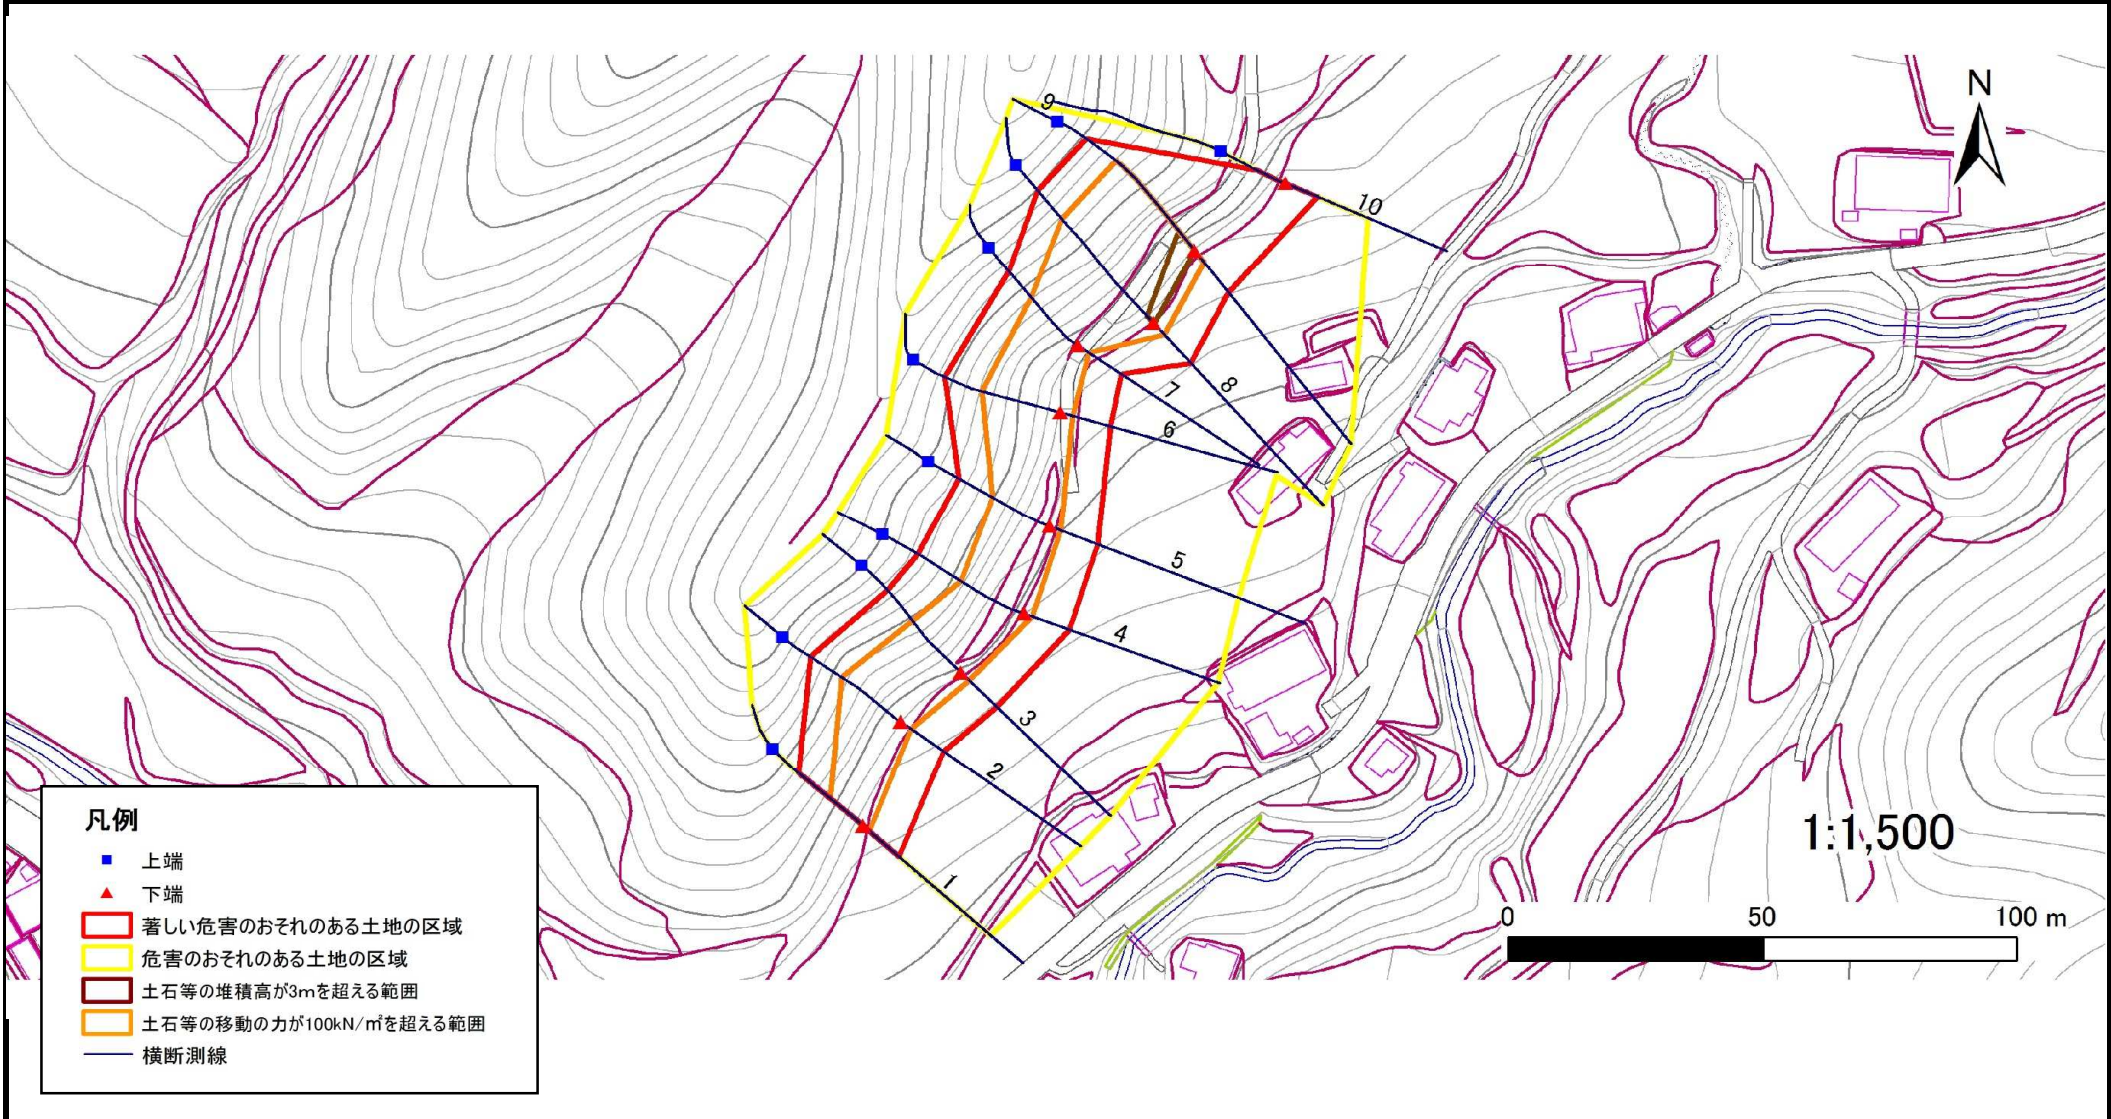 N
9
10
8
7
6
5
4
3
2
1
1:1,500
0 50 100 m
凡例
上端
下端
著しい危害のおそれのある土地の区域
危害のおそれのある土地の区域
土石等の堆積高が3mを超える範囲
土石等の移動の力が100kN/㎡を超える範囲
横断測線